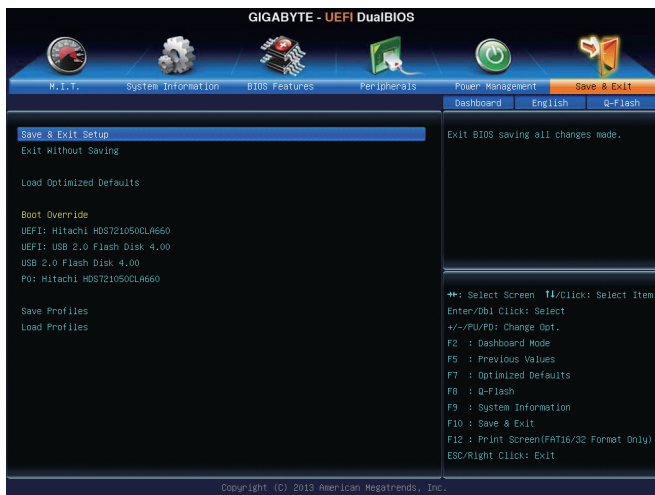 GIGABYTE - UEFI DualBIOS
M.I.T.
System Information
BIOS Features
Peripherals
Power Management
Save & Exit
Dashboard
English
Q-Flash
Save & Exit Setup
Exit Without Saving
Load Optimized Defaults
Boot Override
UEFI: Hitachi HDS721050CLA660
UEFI: USB 2.0 Flash Disk 4.00
USB 2.0 Flash Disk 4.00
P0: Hitachi HDS721050CLA660
Save Profiles
Load Profiles
Exit BIOS saving all changes made.
→←: Select Screen ↑↓/Click: Select Item
Enter/Dbl Click: Select
+/-/PU/PD: Change Opt.
F2 : Dashboard Mode
F5 : Previous Values
F7 : Optimized Defaults
F8 : Q-Flash
F9 : System Information
F10 : Save & Exit
F12 : Print Screen(FAT16/32 Format Only)
ESC/Right Click: Exit
Copyright (C) 2013 American Megatrends, Inc.